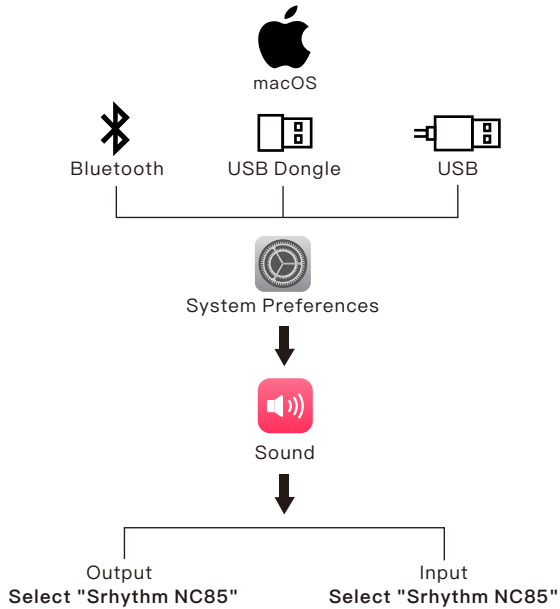 macOS
Bluetooth USB Dongle USB
System Preferences
Sound
Output Input
Select "Srhythm NC85" Select "Srhythm NC85"